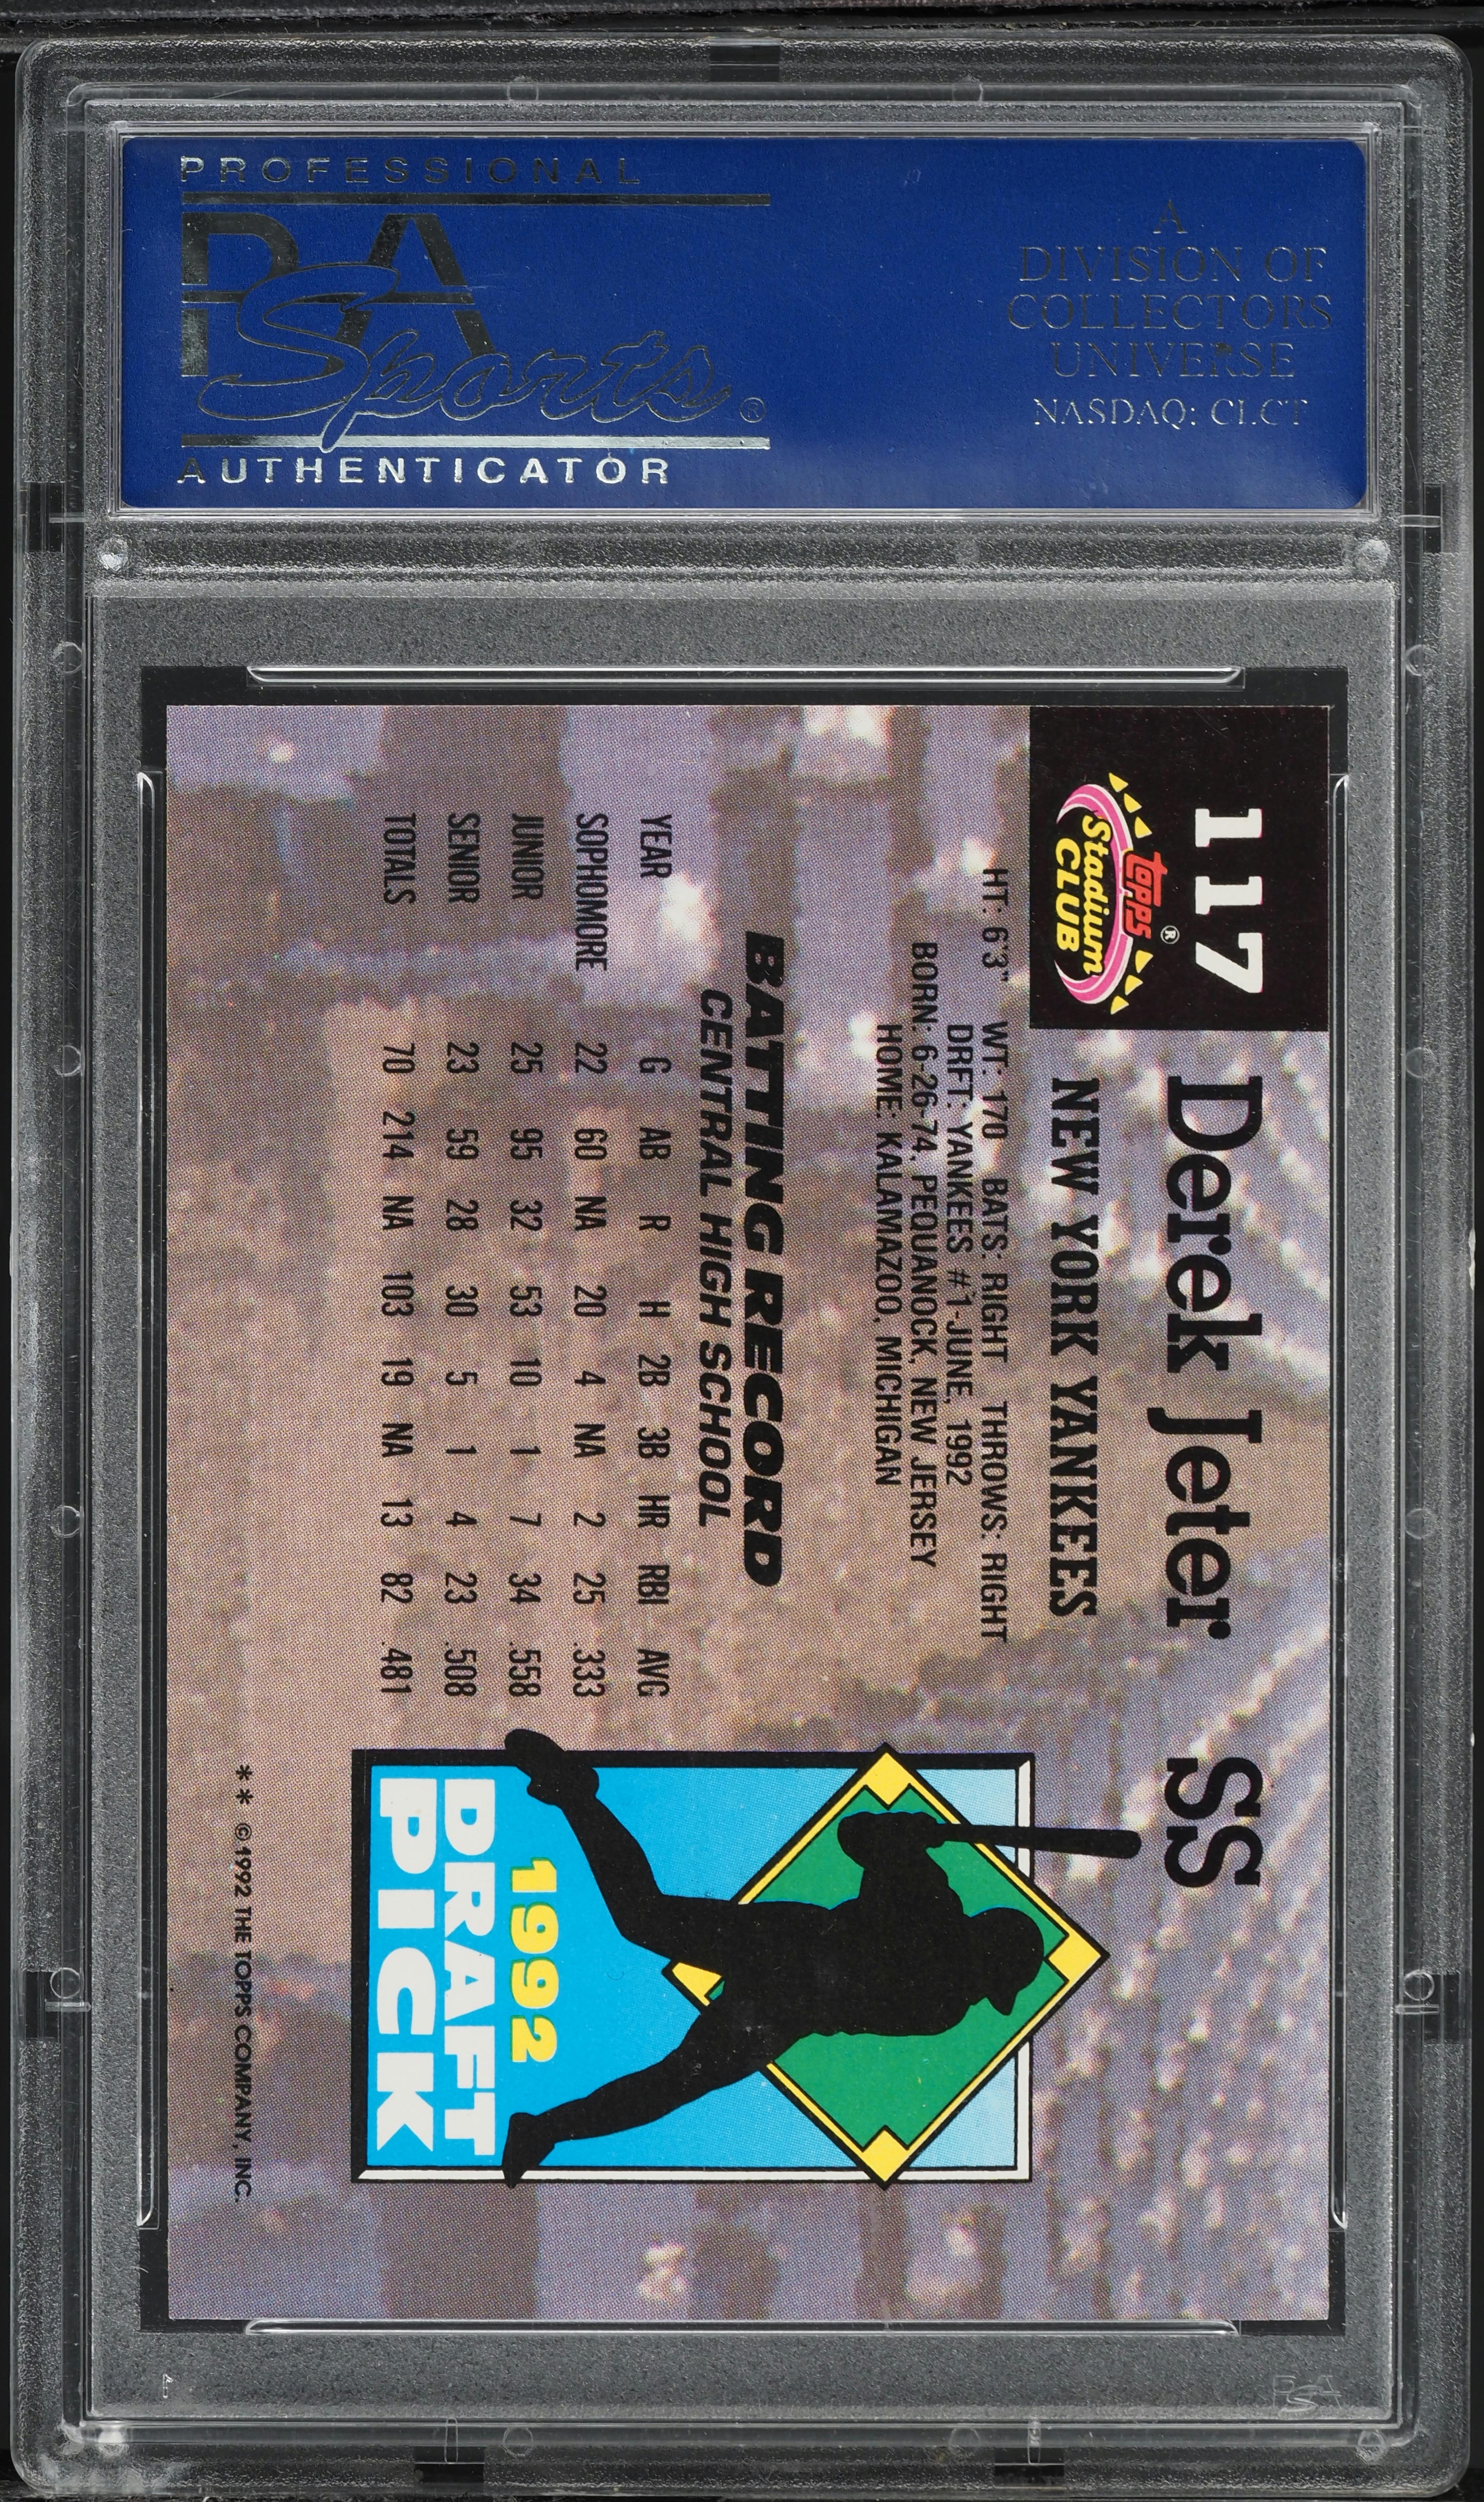 PROFESSIONAL
PSA
Sports®
AUTHENTICATOR
A
DIVISION OF
COLLECTORS
UNIVERSE
NASDAQ: CLCT
117
Derek Jeter SS
TOPPS®
Stadium
CLUB
NEW YORK YANKEES
HT: 6'3" WT: 170 BATS: RIGHT THROWS: RIGHT
DRFT: YANKEES #1-JUNE, 1992
BORN: 6-26-74, PEQUANOCK, NEW JERSEY
HOME: KALAMAZOO, MICHIGAN
BATTING RECORD
CENTRAL HIGH SCHOOL
YEAR G AB R H 2B 3B HR RBI AVG
SOPHOMORE 22 60 NA 20 4 NA 2 25 .333
JUNIOR 25 95 32 53 10 1 7 34 .558
SENIOR 23 59 28 30 5 1 4 23 .508
TOTALS 70 214 NA 103 19 NA 13 82 .481
1992
DRAFT
PICK
** ©1992 THE TOPPS COMPANY, INC.
PSA